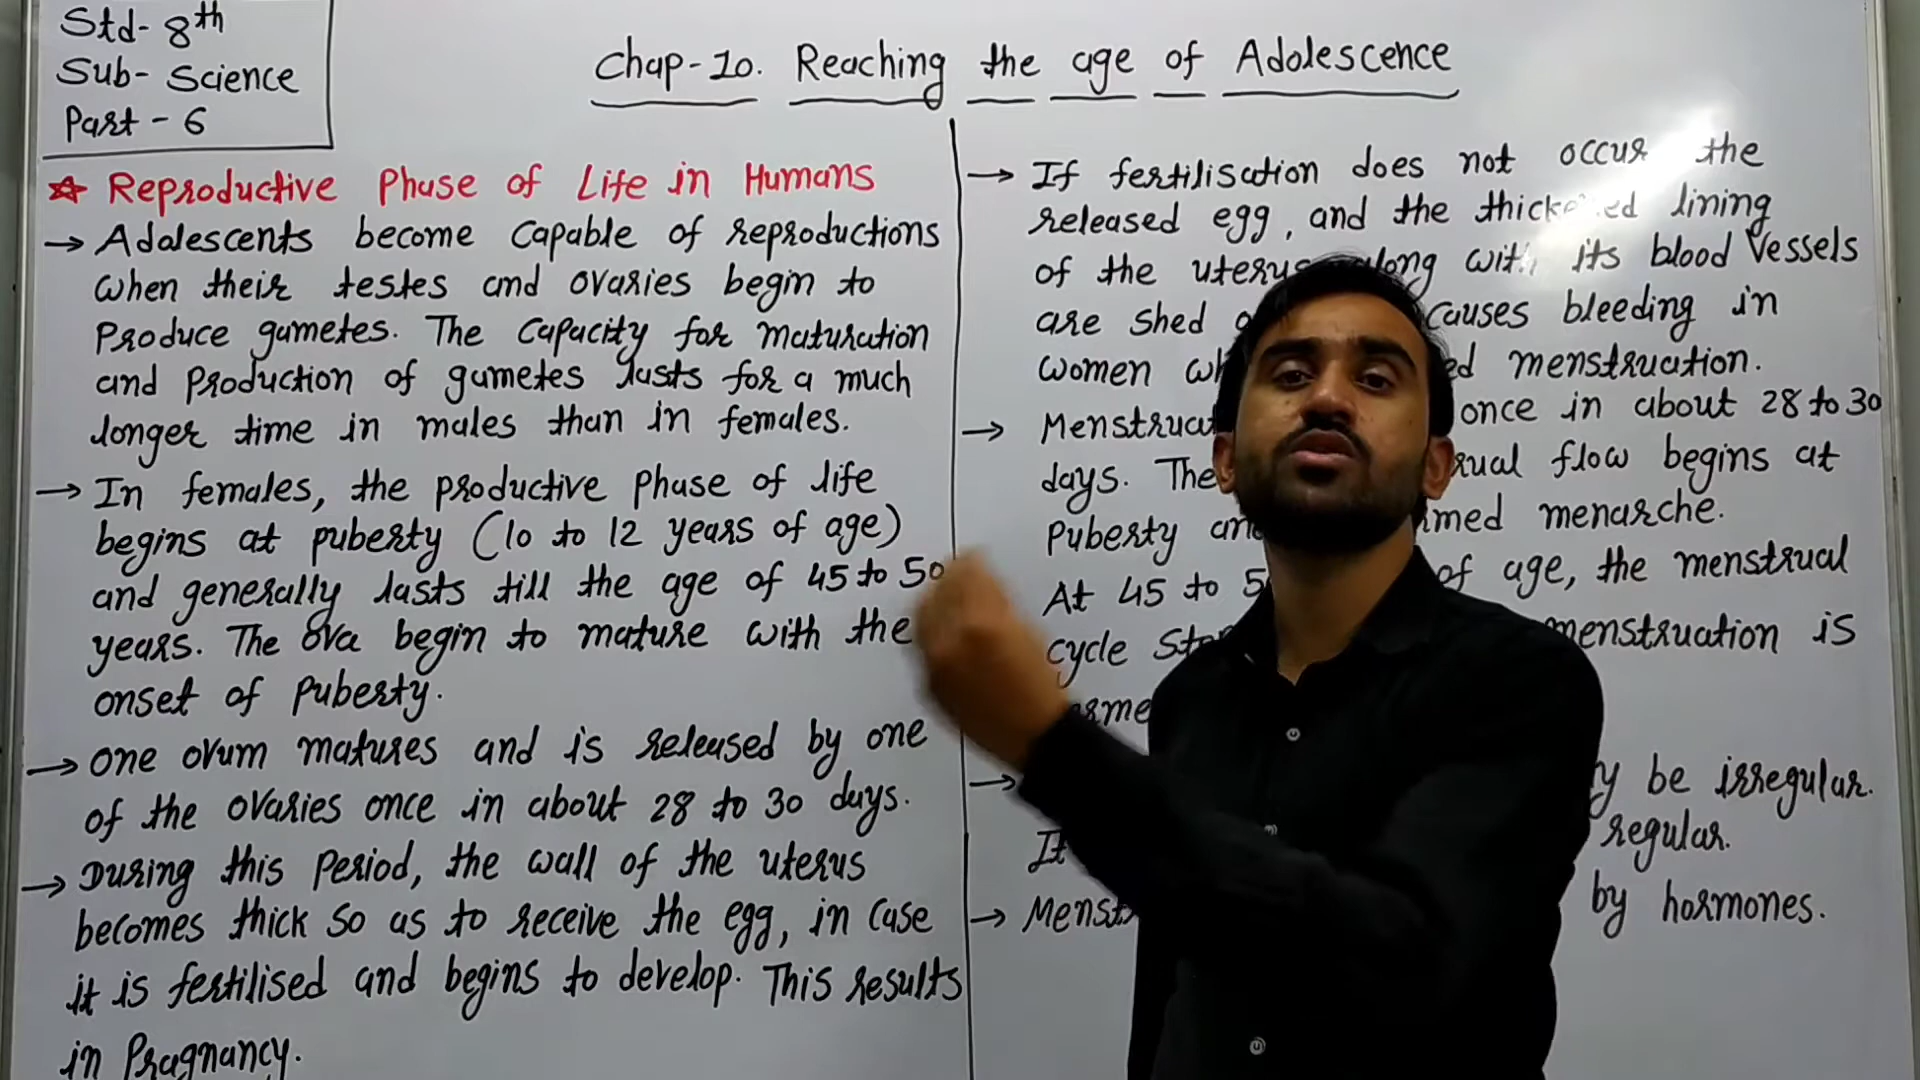 Std- 8th
Sub- Science
Part - 6
Chap-10. Reaching the age of Adolescence
☆ Reproductive Phase of Life in Humans
→ Adolescents become capable of reproductions
when their testes and ovaries begin to
Produce gametes. The capacity for maturation
and production of gametes lasts for a much
longer time in males than in females.
→ In females, the productive phase of life
begins at puberty (10 to 12 years of age)
and generally lasts till the age of 45 to 50
years. The ova begin to mature with the
onset of Puberty.
→ one ovum matures and is released by one
of the ovaries once in about 28 to 30 days.
→ During this Period, the wall of the uterus
becomes thick so as to receive the egg, in case
it is fertilised and begins to develop. This results
in Pragnancy.
→ If fertilisation does not occur the
released egg, and the thickened lining
of the uterus along with its blood Vessels
are shed causes bleeding in
women menstruation.
→ once in about 28 to 30
days. The flow begins at
Puberty menarche.
At 45 to of age, the menstrual
cycle menstruation is
→ be irregular.
It regular.
→ by hormones.